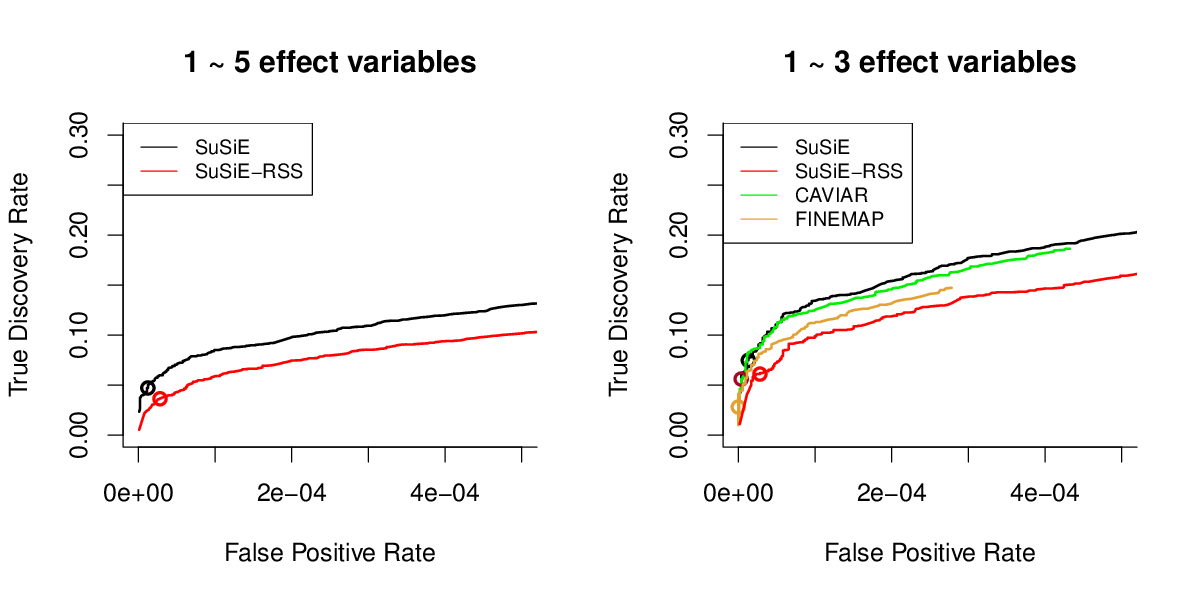 1 ~ 5 effect variables
SuSiE
SuSiE−RSS
True Discovery Rate
0.00
0.10
0.20
0.30
0e+00
2e−04
4e−04
False Positive Rate
1 ~ 3 effect variables
SuSiE
SuSiE−RSS
CAVIAR
FINEMAP
True Discovery Rate
0.00
0.10
0.20
0.30
0e+00
2e−04
4e−04
False Positive Rate